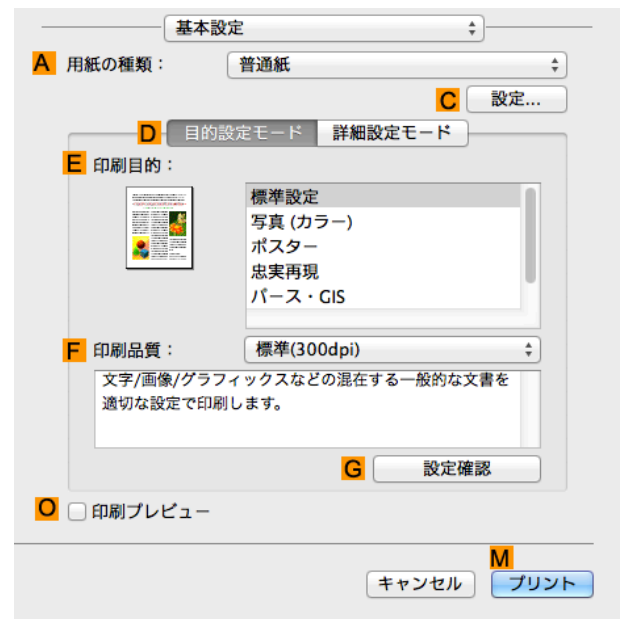 基本設定
A 用紙の種類： 普通紙
C 設定...
D 目的設定モード 詳細設定モード
E 印刷目的：
標準設定
写真 (カラー)
ポスター
忠実再現
パース・GIS
F 印刷品質： 標準(300dpi)
文字/画像/グラフィックスなどの混在する一般的な文書を
適切な設定で印刷します。
G 設定確認
O 印刷プレビュー
M
キャンセル プリント